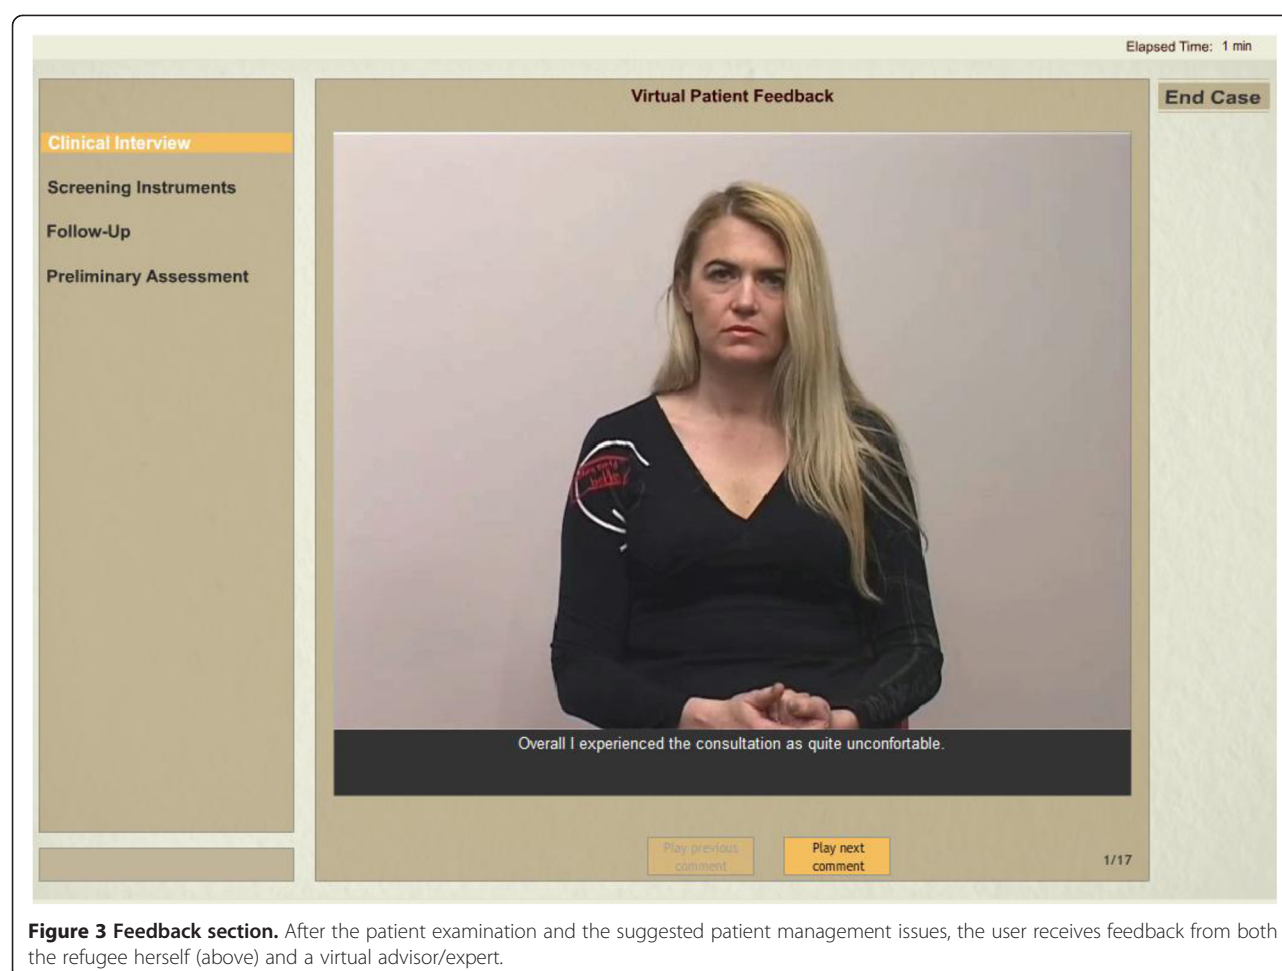 Elapsed Time: 1 min
Virtual Patient Feedback
End Case
Clinical Interview
Screening Instruments
Follow-Up
Preliminary Assessment
Overall I experienced the consultation as quite unconfortable.
Play previous
comment
Play next
comment
1/17
Figure 3 Feedback section. After the patient examination and the suggested patient management issues, the user receives feedback from both
the refugee herself (above) and a virtual advisor/expert.